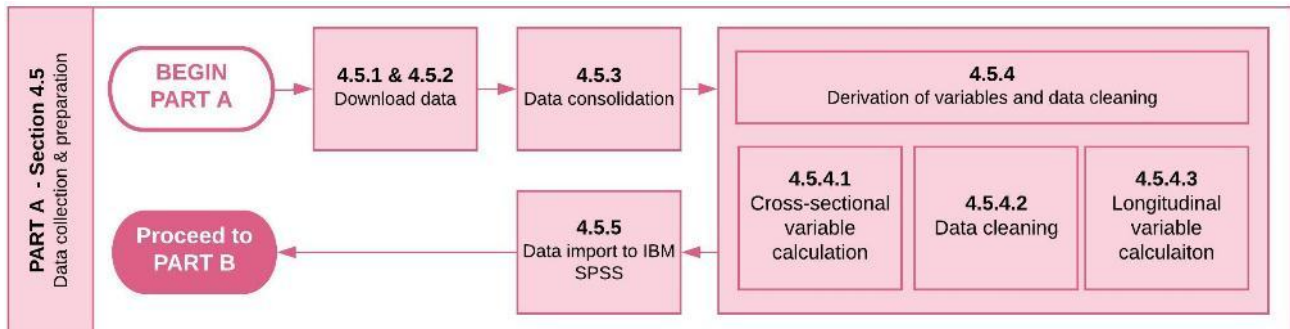 PART A - Section 4.5
Data collection & preparation
BEGIN
PART A
4.5.1 & 4.5.2
Download data
4.5.3
Data consolidation
4.5.4
Derivation of variables and data cleaning
4.5.4.1
Cross-sectional
variable
calculation
4.5.4.2
Data cleaning
4.5.4.3
Longitudinal
variable
calculaiton
4.5.5
Data import to IBM
SPSS
Proceed to
PART B